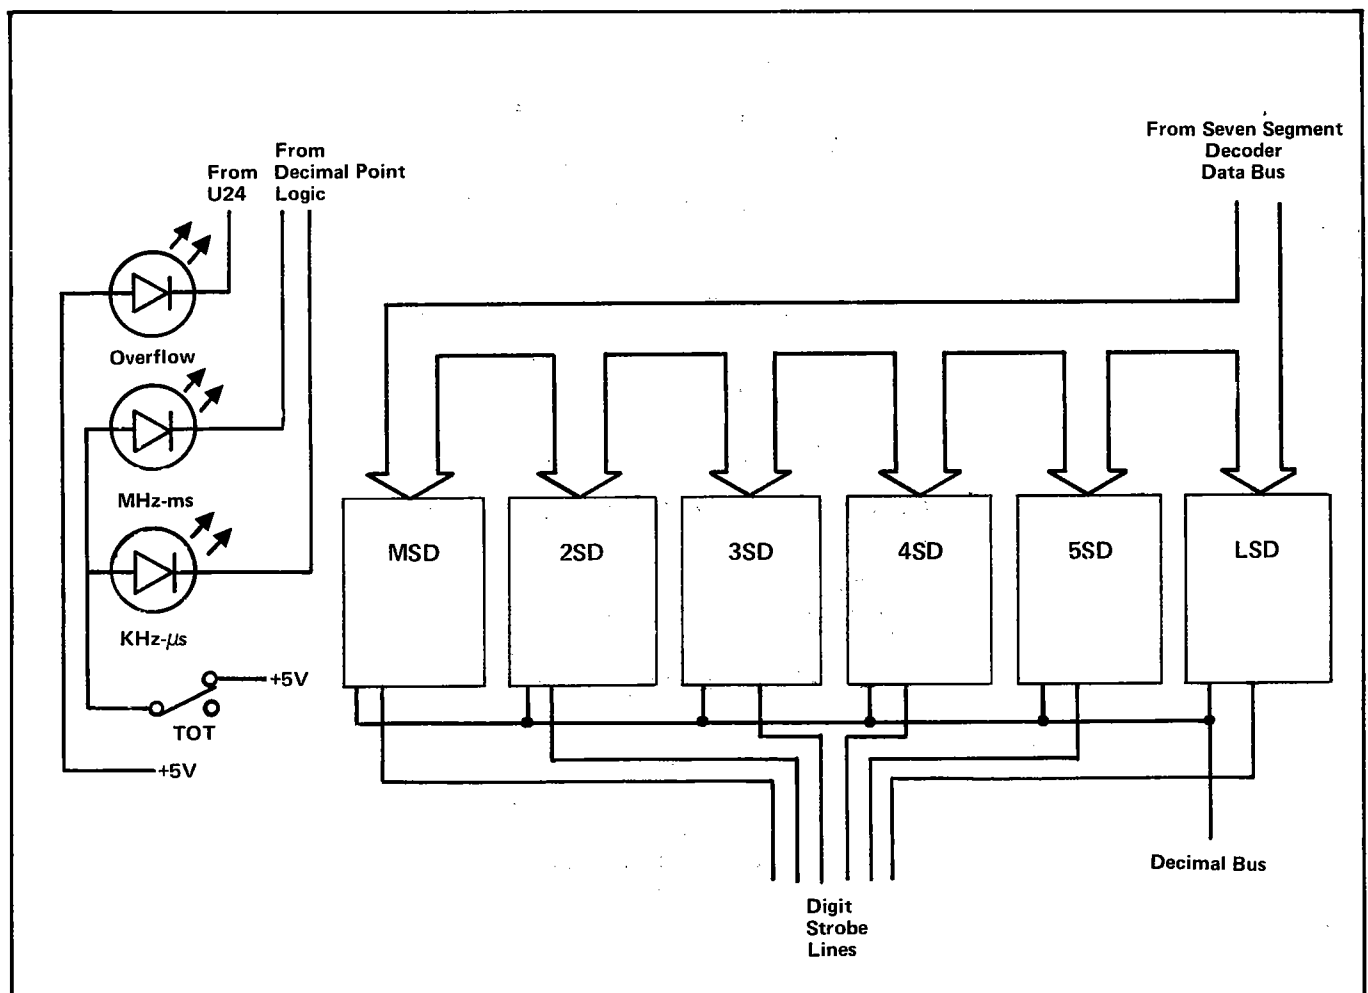 From
U24
From
Decimal Point
Logic
Overflow
MHz-ms
KHz-μs
+5V
TOT
+5V
From Seven Segment
Decoder
Data Bus
MSD
2SD
3SD
4SD
5SD
LSD
Decimal Bus
Digit
Strobe
Lines